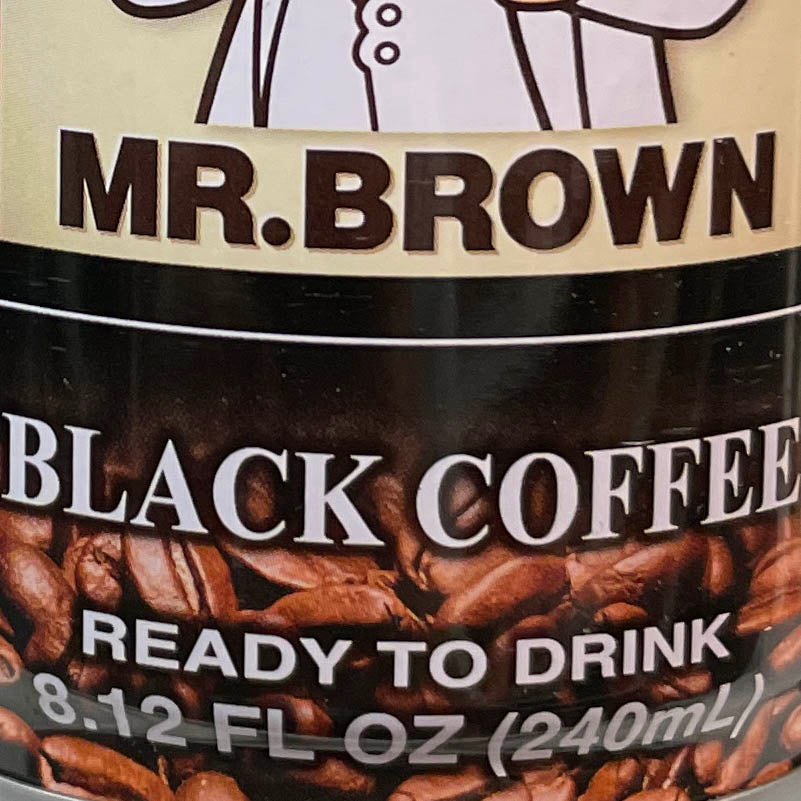 MR.BROWN
BLACK COFFEE
READY TO DRINK
8.12 FL OZ (240mL)